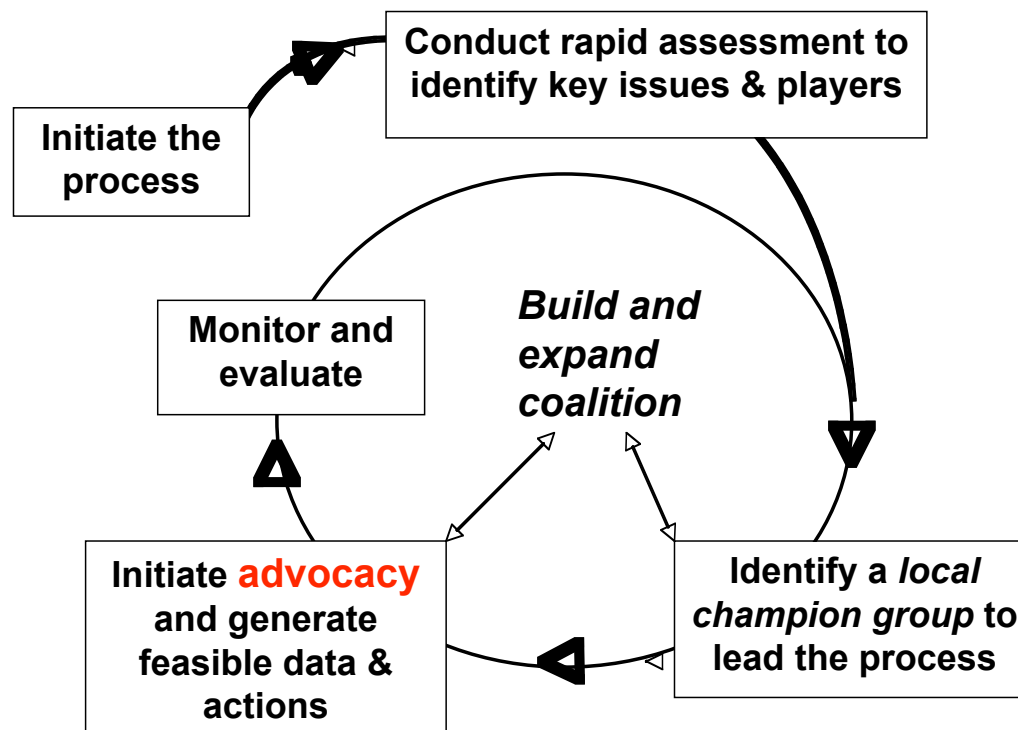 Conduct rapid assessment to
identify key issues & players
Initiate the
process
Monitor and
evaluate
Build and
expand
coalition
Initiate advocacy
and generate
feasible data &
actions
Identify a local
champion group to
lead the process